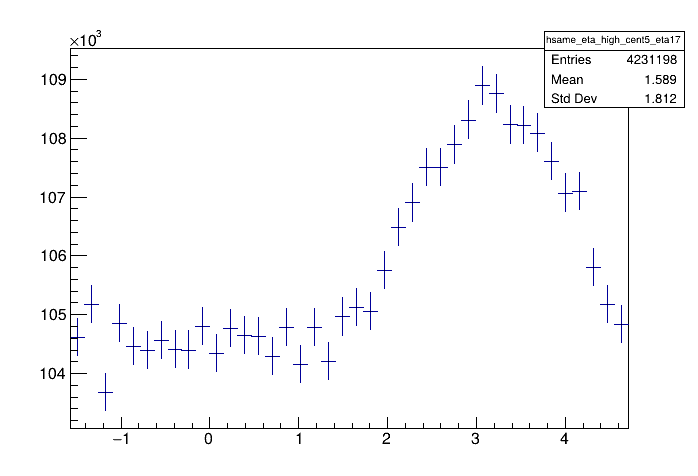 ×10³
hsame_eta_high_cent5_eta17
Entries 4231198
Mean 1.589
Std Dev 1.812
109
108
107
106
105
104
−1 0 1 2 3 4